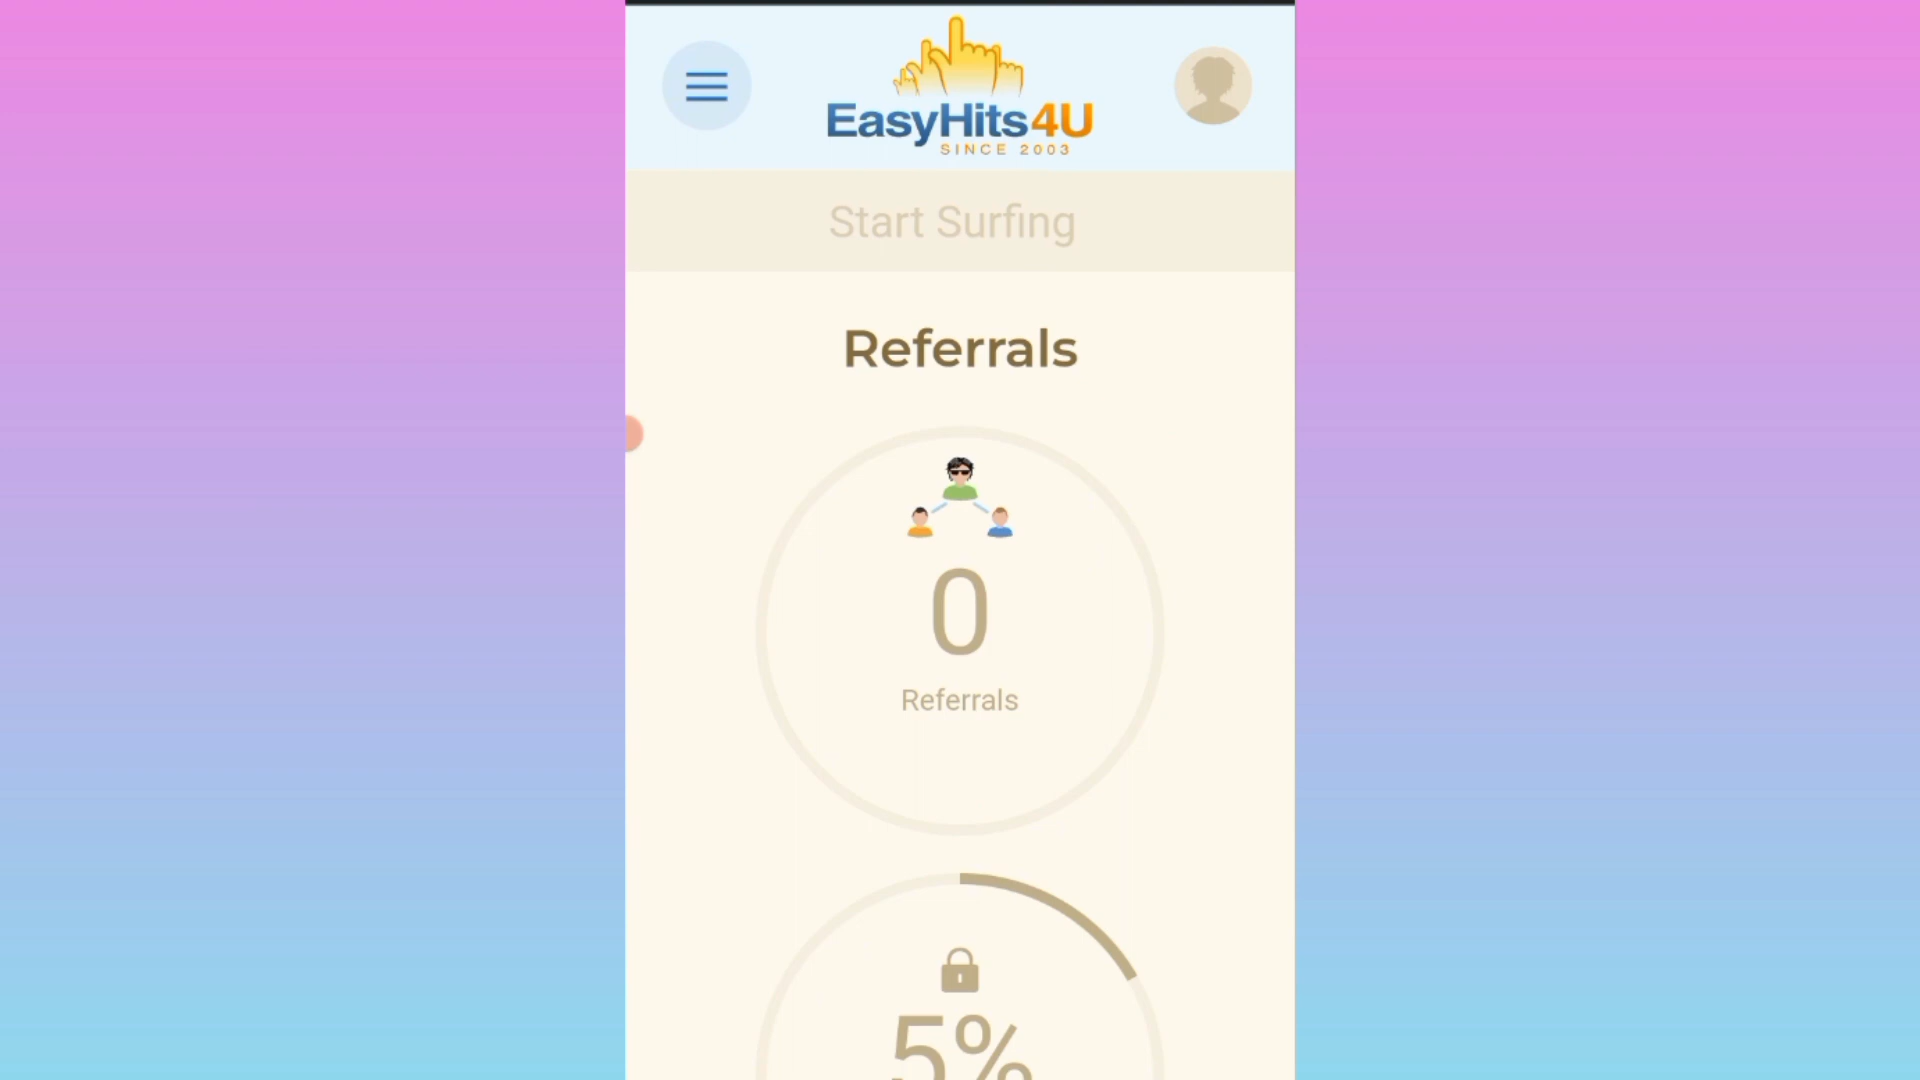 EasyHits4U
SINCE 2003
Start Surfing
Referrals
0
Referrals
5%